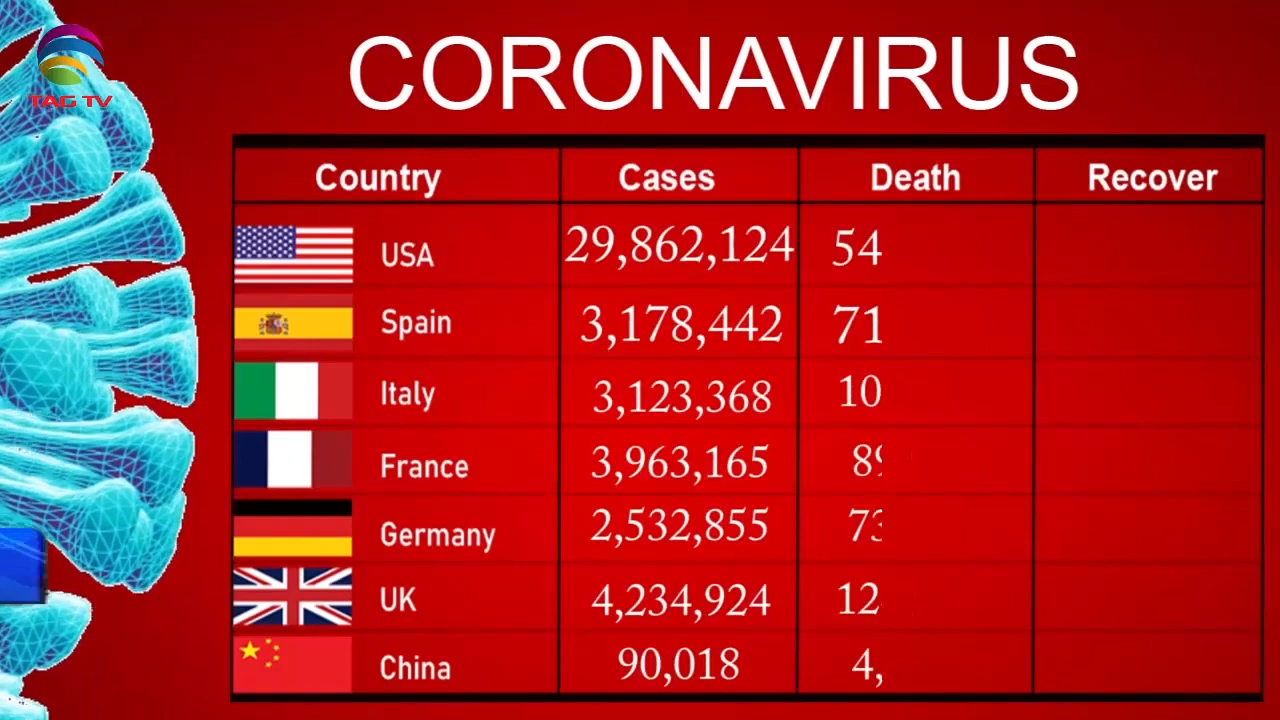 TAG TV
CORONAVIRUS
Country Cases Death Recover
USA 29,862,124 54
Spain 3,178,442 71
Italy 3,123,368 10
France 3,963,165 8
Germany 2,532,855 7
UK 4,234,924 12
China 90,018 4,